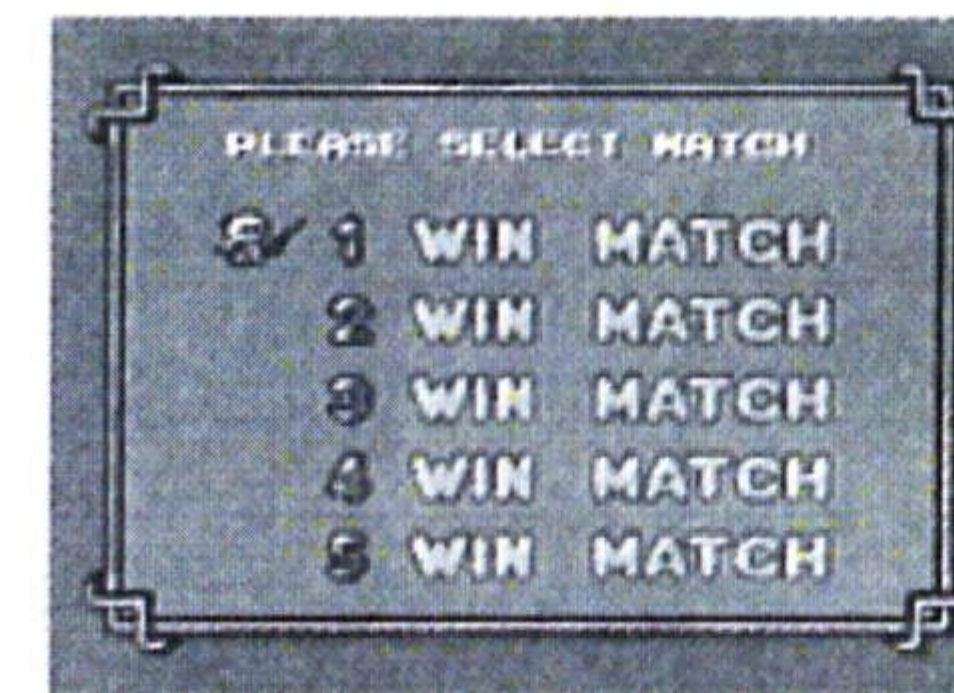 PLEASE SELECT MATCH
1 WIN MATCH
2 WIN MATCH
3 WIN MATCH
4 WIN MATCH
5 WIN MATCH